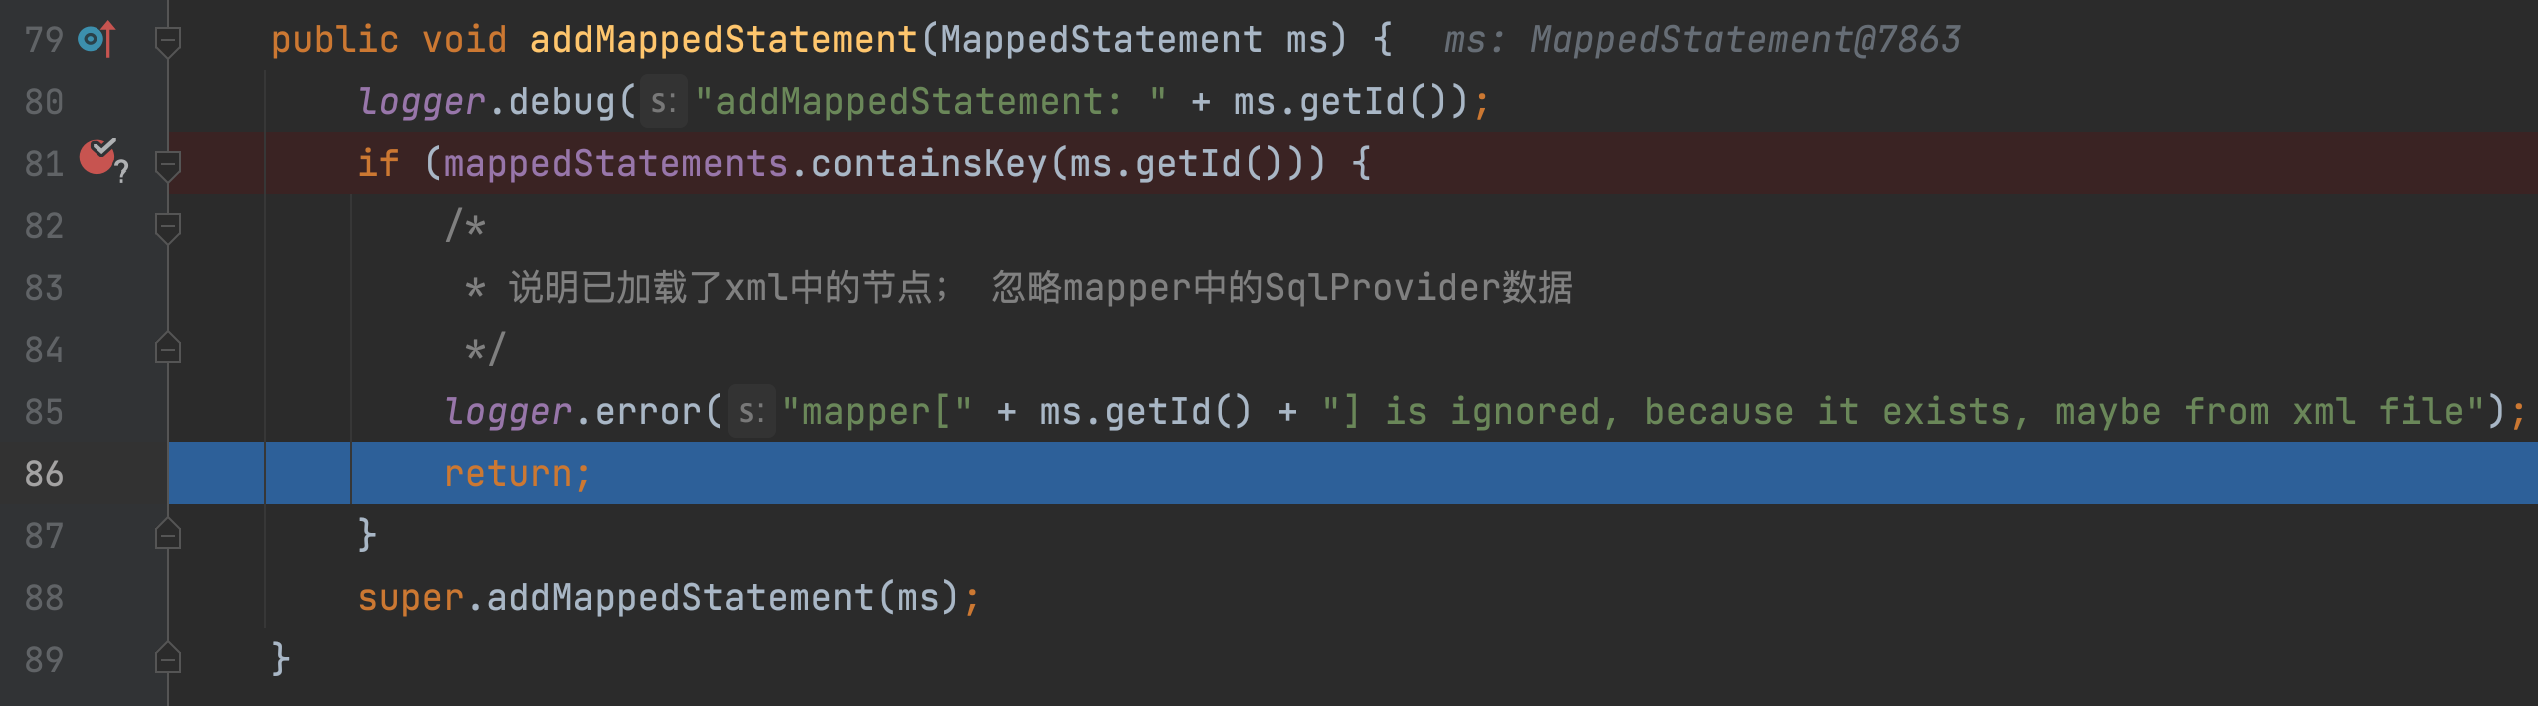 79 public void addMappedStatement(MappedStatement ms) { ms: MappedStatement@7863
80 logger.debug( s: "addMappedStatement: " + ms.getId());
81 if (mappedStatements.containsKey(ms.getId())) {
82 /*
83 * 说明已加载了xml中的节点； 忽略mapper中的SqlProvider数据
84 */
85 logger.error( s: "mapper[" + ms.getId() + "] is ignored, because it exists, maybe from xml file");
86 return;
87 }
88 super.addMappedStatement(ms);
89 }